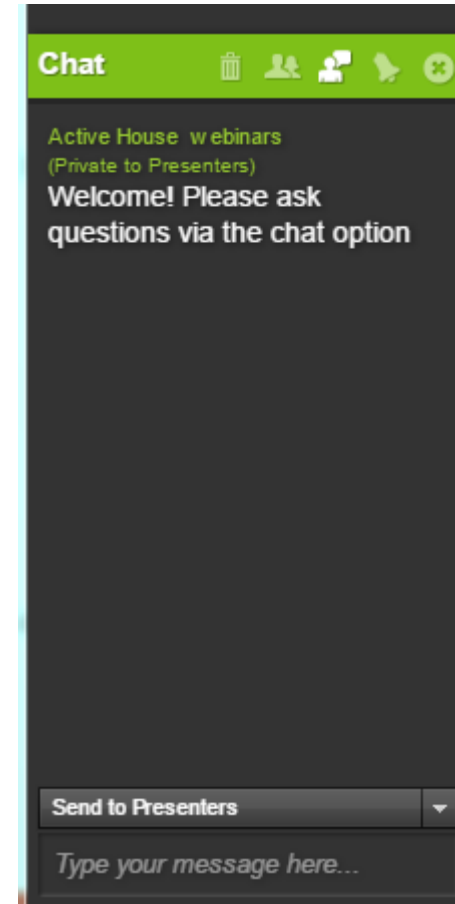 Chat
Active House webinars
(Private to Presenters)
Welcome! Please ask
questions via the chat option
Send to Presenters
Type your message here...